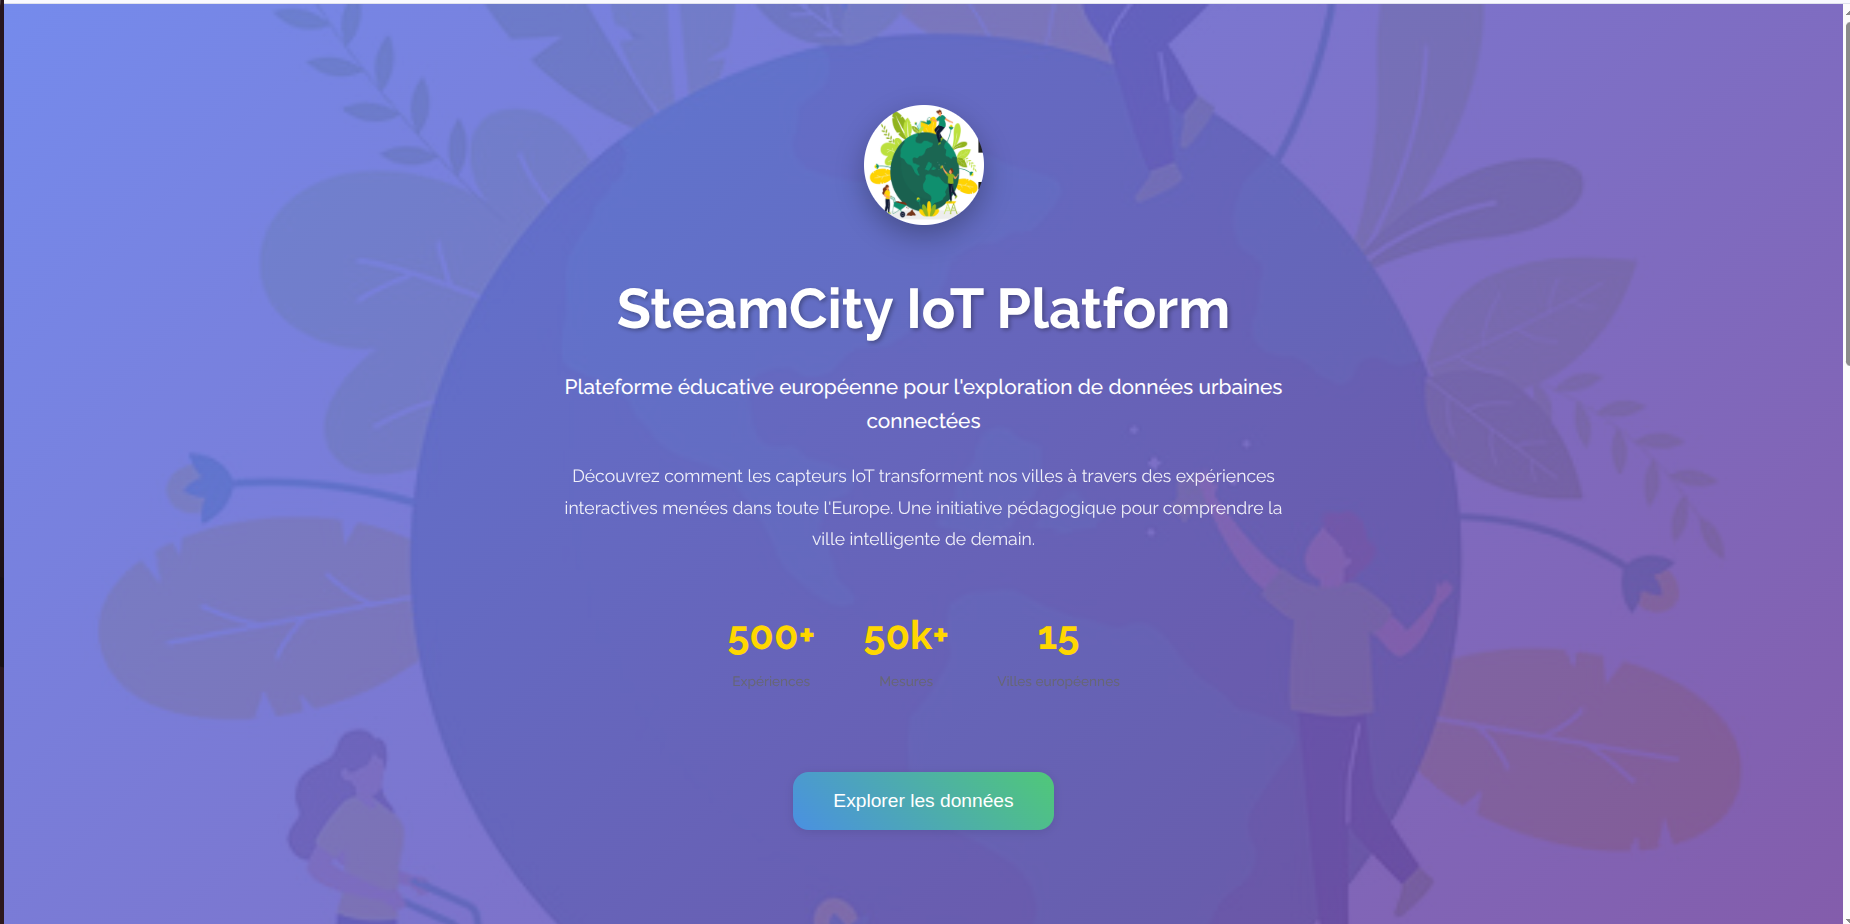 SteamCity IoT Platform
Plateforme éducative européenne pour l'exploration de données urbaines
connectées
Découvrez comment les capteurs IoT transforment nos villes à travers des expériences
interactives menées dans toute l'Europe. Une initiative pédagogique pour comprendre la
ville intelligente de demain.
500+ 50k+ 15
Expériences Mesures Villes européennes
Explorer les données